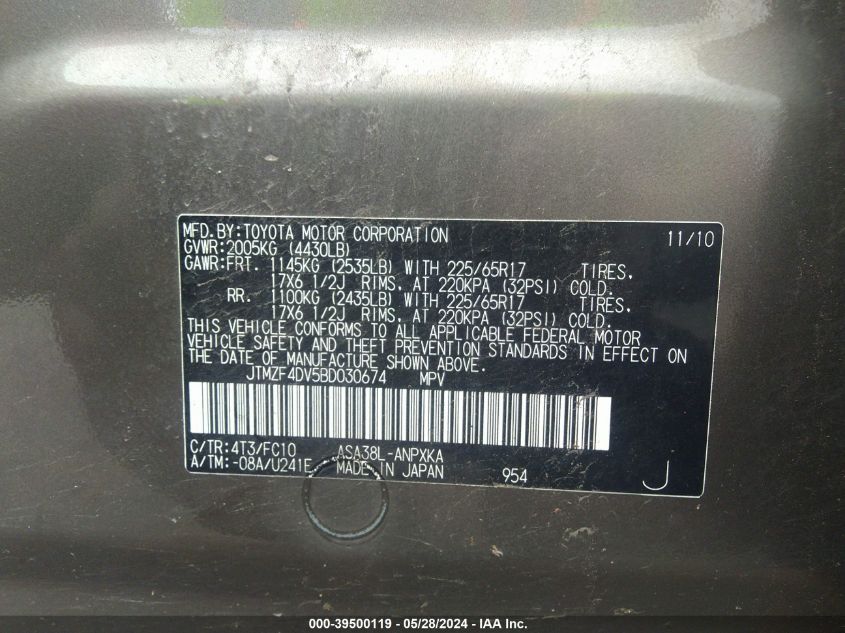 MFD.BY:TOYOTA MOTOR CORPORATION 11/10
GVWR:2005KG (4430LB)
GAWR:FRT. 1145KG (2535LB) WITH 225/65R17 TIRES,
17X6 1/2J RIMS, AT 220KPA (32PSI) COLD.
RR. 1100KG (2435LB) WITH 225/65R17 TIRES,
17X6 1/2J RIMS, AT 220KPA (32PSI) COLD.
THIS VEHICLE CONFORMS TO ALL APPLICABLE FEDERAL MOTOR
VEHICLE SAFETY AND THEFT PREVENTION STANDARDS IN EFFECT ON
THE DATE OF MANUFACTURE SHOWN ABOVE.
JTMZF4DV5BD030674 MPV
C/TR:4T3/FC10 ASA38L-ANPXKA
A/TM:-08A/U241E MADE IN JAPAN 954 J
000-39500119 - 05/28/2024 - IAA Inc.